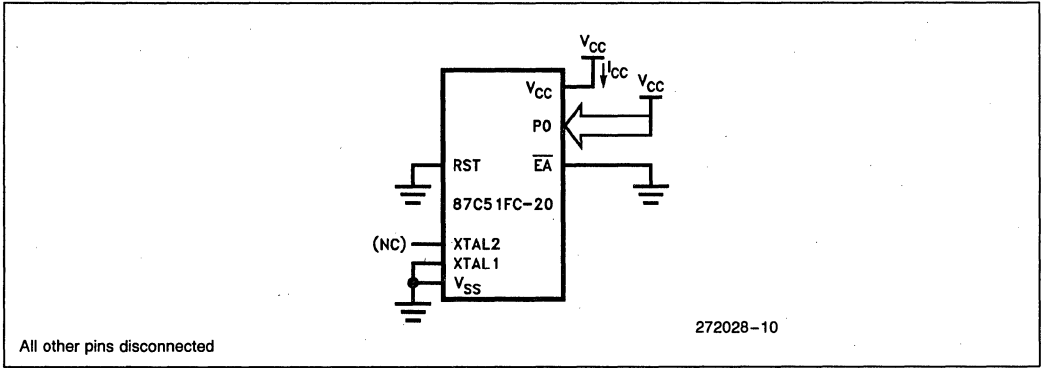 VCC
ICC
VCC
VCC
P0
RST
EA
87C51FC-20
(NC)
XTAL2
XTAL1
VSS
272028-10
All other pins disconnected